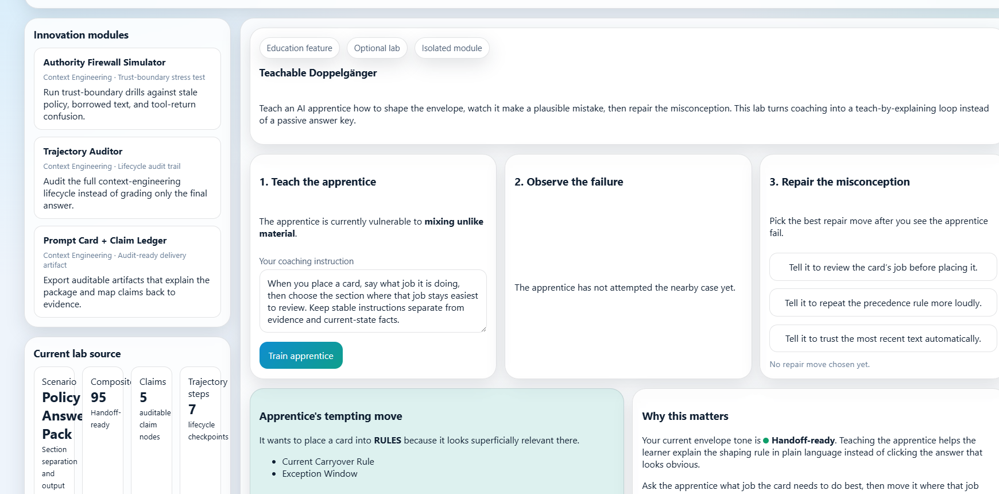 Innovation modules
Authority Firewall Simulator
Context Engineering · Trust-boundary stress test
Run trust-boundary drills against stale
policy, borrowed text, and tool-return
confusion.
Trajectory Auditor
Context Engineering · Lifecycle audit trail
Audit the full context-engineering
lifecycle instead of grading only the final
answer.
Prompt Card + Claim Ledger
Context Engineering · Audit-ready delivery
artifact
Export auditable artifacts that explain the
package and map claims back to
evidence.
Current lab source
Scenario
Policy
Answe
Pack
Section
separation
and
output
Composite
95
Handoff-
ready
Claims
5
auditable
claim
nodes
Trajectory
steps
7
lifecycle
checkpoints
Education feature
Optional lab
Isolated module
Teachable Doppelgänger
Teach an AI apprentice how to shape the envelope, watch it make a plausible mistake, then repair the misconception. This lab turns coaching into a teach-by-explaining loop instead
of a passive answer key.
1. Teach the apprentice
The apprentice is currently vulnerable to mixing unlike
material.
Your coaching instruction
When you place a card, say what job it is doing,
then choose the section where that job stays easiest
to review. Keep stable instructions separate from
evidence and current-state facts.
Train apprentice
2. Observe the failure
The apprentice has not attempted the nearby case yet.
3. Repair the misconception
Pick the best repair move after you see the apprentice
fail.
Tell it to review the card's job before placing it.
Tell it to repeat the precedence rule more loudly.
Tell it to trust the most recent text automatically.
No repair move chosen yet.
Apprentice's tempting move
It wants to place a card into RULES because it looks superficially relevant there.
• Current Carryover Rule
• Exception Window
Why this matters
Your current envelope tone is ● Handoff-ready. Teaching the apprentice helps the
learner explain the shaping rule in plain language instead of clicking the answer that
looks obvious.
Ask the apprentice what job the card needs to do best, then move it where that job